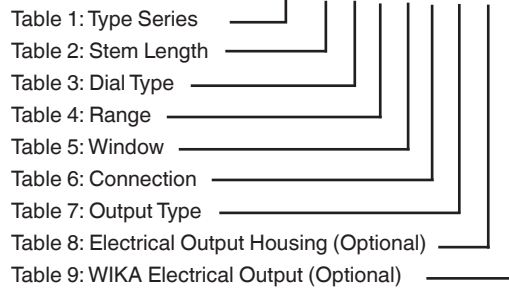 Table 1: Type Series
Table 2: Stem Length
Table 3: Dial Type
Table 4: Range
Table 5: Window
Table 6: Connection
Table 7: Output Type
Table 8: Electrical Output Housing (Optional)
Table 9: WIKA Electrical Output (Optional)